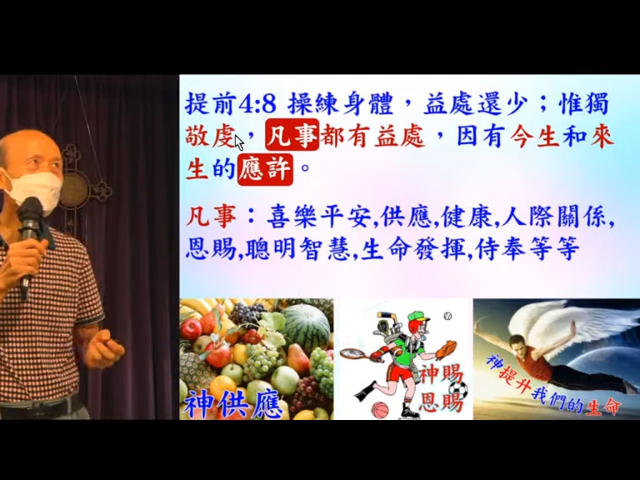 提前4:8 操練身體，益處還少；惟獨
敬虔，凡事都有益處，因有今生和來
生的應許。
凡事：喜樂平安,供應,健康,人際關係,
恩賜,聰明智慧,生命發揮,侍奉等等
神供應
神賜
恩賜
神提升我們的生命